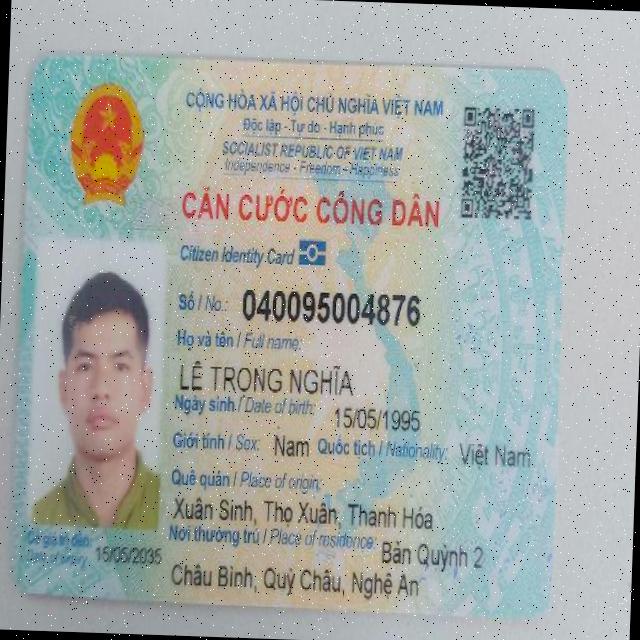 CỘNG HÒA XÃ HỘI CHỦ NGHĨA VIỆT NAM
Độc lập - Tự do - Hạnh phúc
SOCIALIST REPUBLIC OF VIET NAM
Independence - Freedom - Happiness
CĂN CƯỚC CÔNG DÂN
Citizen Identity Card
Số / No.: 040095004876
Họ và tên / Full name:
LÊ TRỌNG NGHĨA
Ngày sinh / Date of birth: 15/05/1995
Giới tính / Sex: Nam Quốc tịch / Nationality: Việt Nam
Quê quán / Place of origin:
Xuân Sinh, Thọ Xuân, Thanh Hóa
Nơi thường trú / Place of residence: Bản Quỳnh 2
Châu Bình, Quỳ Châu, Nghệ An
Có giá trị đến: 15/05/2035
Date of expiry